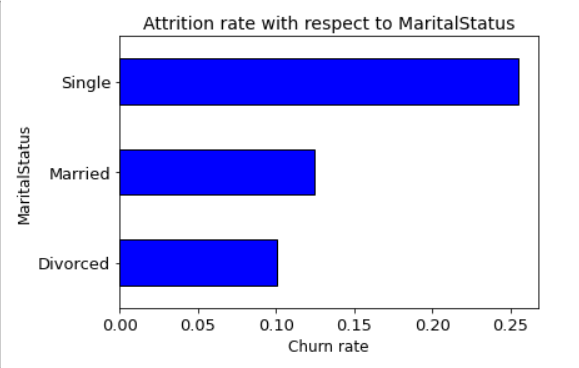 Attrition rate with respect to MaritalStatus
MaritalStatus
Single
Married
Divorced
0.00 0.05 0.10 0.15 0.20 0.25
Churn rate